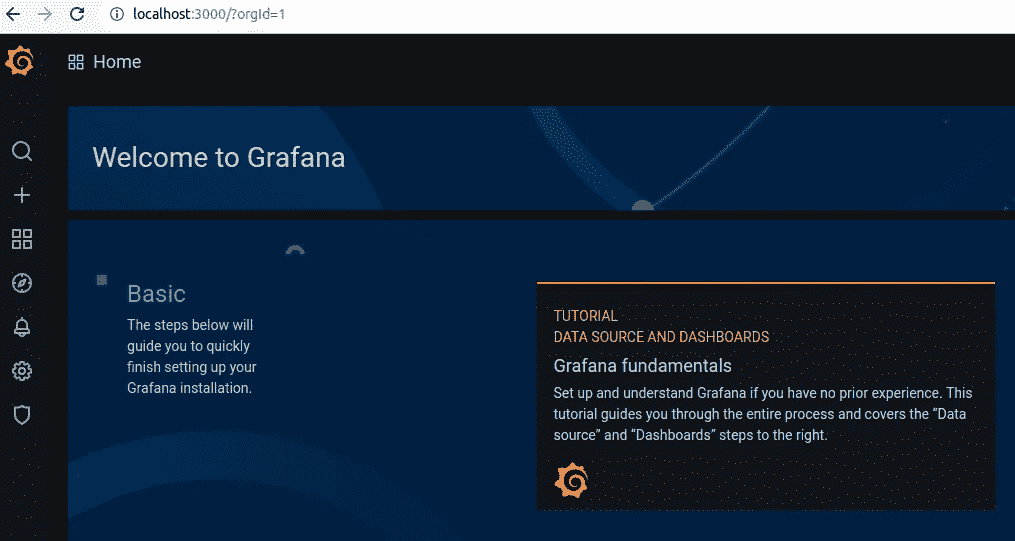 localhost:3000/?orgId=1
Home
Welcome to Grafana
Basic
The steps below will
guide you to quickly
finish setting up your
Grafana installation.
TUTORIAL
DATA SOURCE AND DASHBOARDS
Grafana fundamentals
Set up and understand Grafana if you have no prior experience. This
tutorial guides you through the entire process and covers the “Data
source” and “Dashboards” steps to the right.